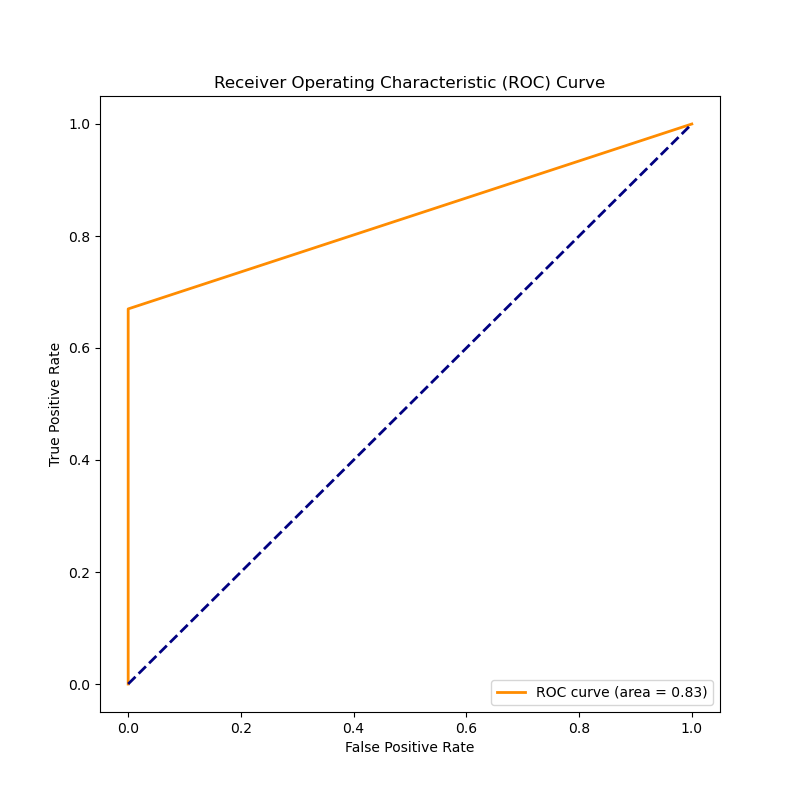 Receiver Operating Characteristic (ROC) Curve
True Positive Rate
1.0
0.8
0.6
0.4
0.2
0.0
ROC curve (area = 0.83)
0.0 0.2 0.4 0.6 0.8 1.0
False Positive Rate